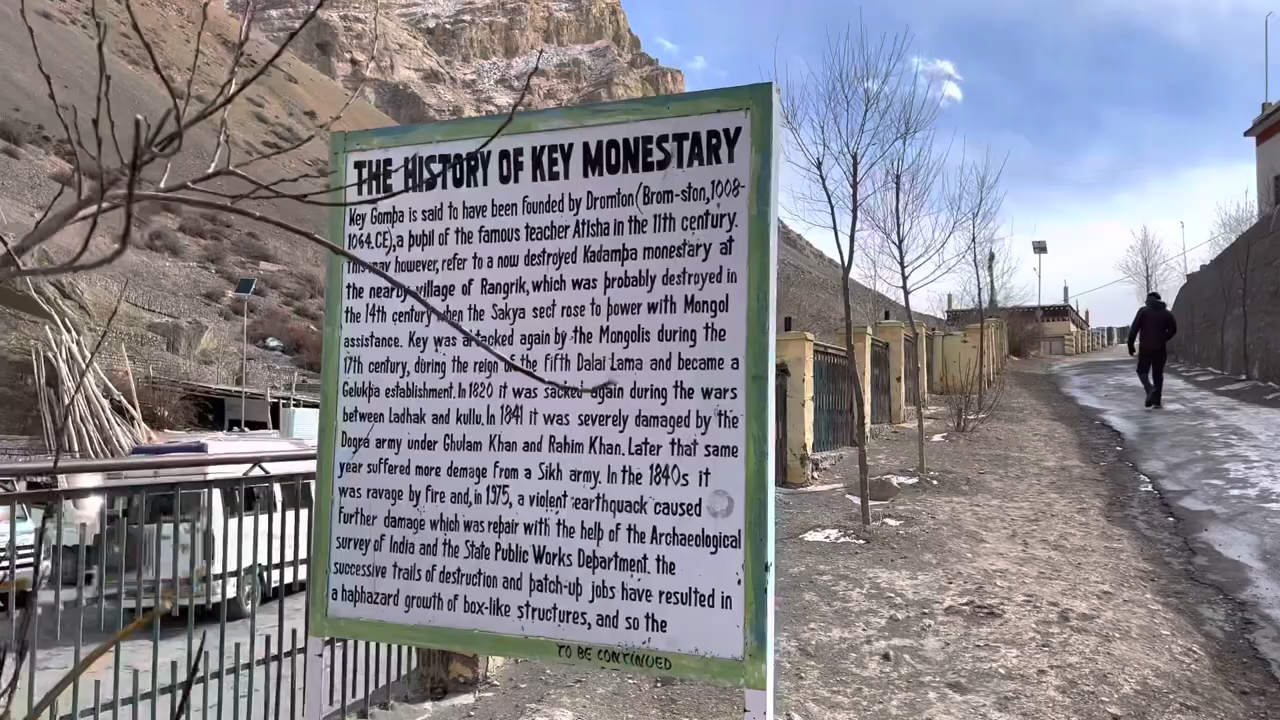 THE HISTORY OF KEY MONESTARY
Key Gompa is said to have been founded by Dromton (Brom-ston, 1008-
1064.CE), a pupil of the famous teacher Atisha in the 11th century.
This may however, refer to a now destroyed Kadampa monestary at
the nearby village of Rangrik, which was probably destroyed in
the 14th century when the Sakya sect rose to power with Mongol
assistance. Key was attacked again by the Mongolis during the
17th century, during the reign of the fifth Dalai Lama and became a
Gelukpa establishment. In 1820 it was sacked again during the wars
between Ladhak and kullu. In 1841 it was severely damaged by the
Dogra army under Ghulam Khan and Rahim Khan. Later that same
year suffered more demage from a Sikh army. In the 1840s it
was ravage by fire and, in 1975, a violent earthquack caused
further damage which was repair with the help of the Archaeological
survey of India and the State Public Works Department. the
successive trails of destruction and patch-up jobs have resulted in
a haphazard growth of box-like structures, and so the
TO BE CONTINUED